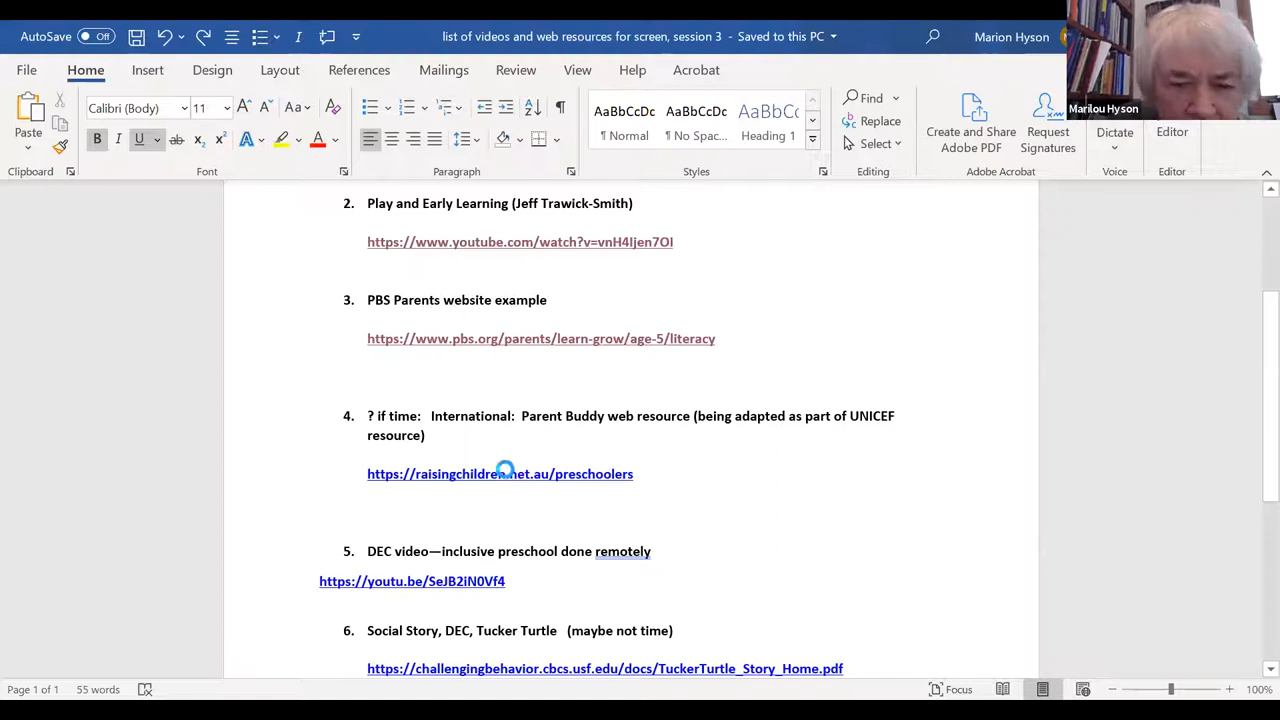 AutoSave Off
list of videos and web resources for screen, session 3 - Saved to this PC
Marion Hyson
File Home Insert Design Layout References Mailings Review View Help Acrobat
Marilou Hyson
Paste
Calibri (Body) 11
Aa
AaBbCcDc AaBbCcDc AaBbCc
¶ Normal ¶ No Spac... Heading 1
Find
Replace
Select
Create and Share Adobe PDF
Request Signatures
Dictate
Editor
Clipboard Font Paragraph Styles Editing Adobe Acrobat Voice Editor
2. Play and Early Learning (Jeff Trawick-Smith)
https://www.youtube.com/watch?v=vnH4Ijen7OI
3. PBS Parents website example
https://www.pbs.org/parents/learn-grow/age-5/literacy
4. ? if time: International: Parent Buddy web resource (being adapted as part of UNICEF
resource)
https://raisingchildren.net.au/preschoolers
5. DEC video—inclusive preschool done remotely
https://youtu.be/SeJB2iN0Vf4
6. Social Story, DEC, Tucker Turtle (maybe not time)
https://challengingbehavior.cbcs.usf.edu/docs/TuckerTurtle_Story_Home.pdf
Page 1 of 1 55 words Focus 100%